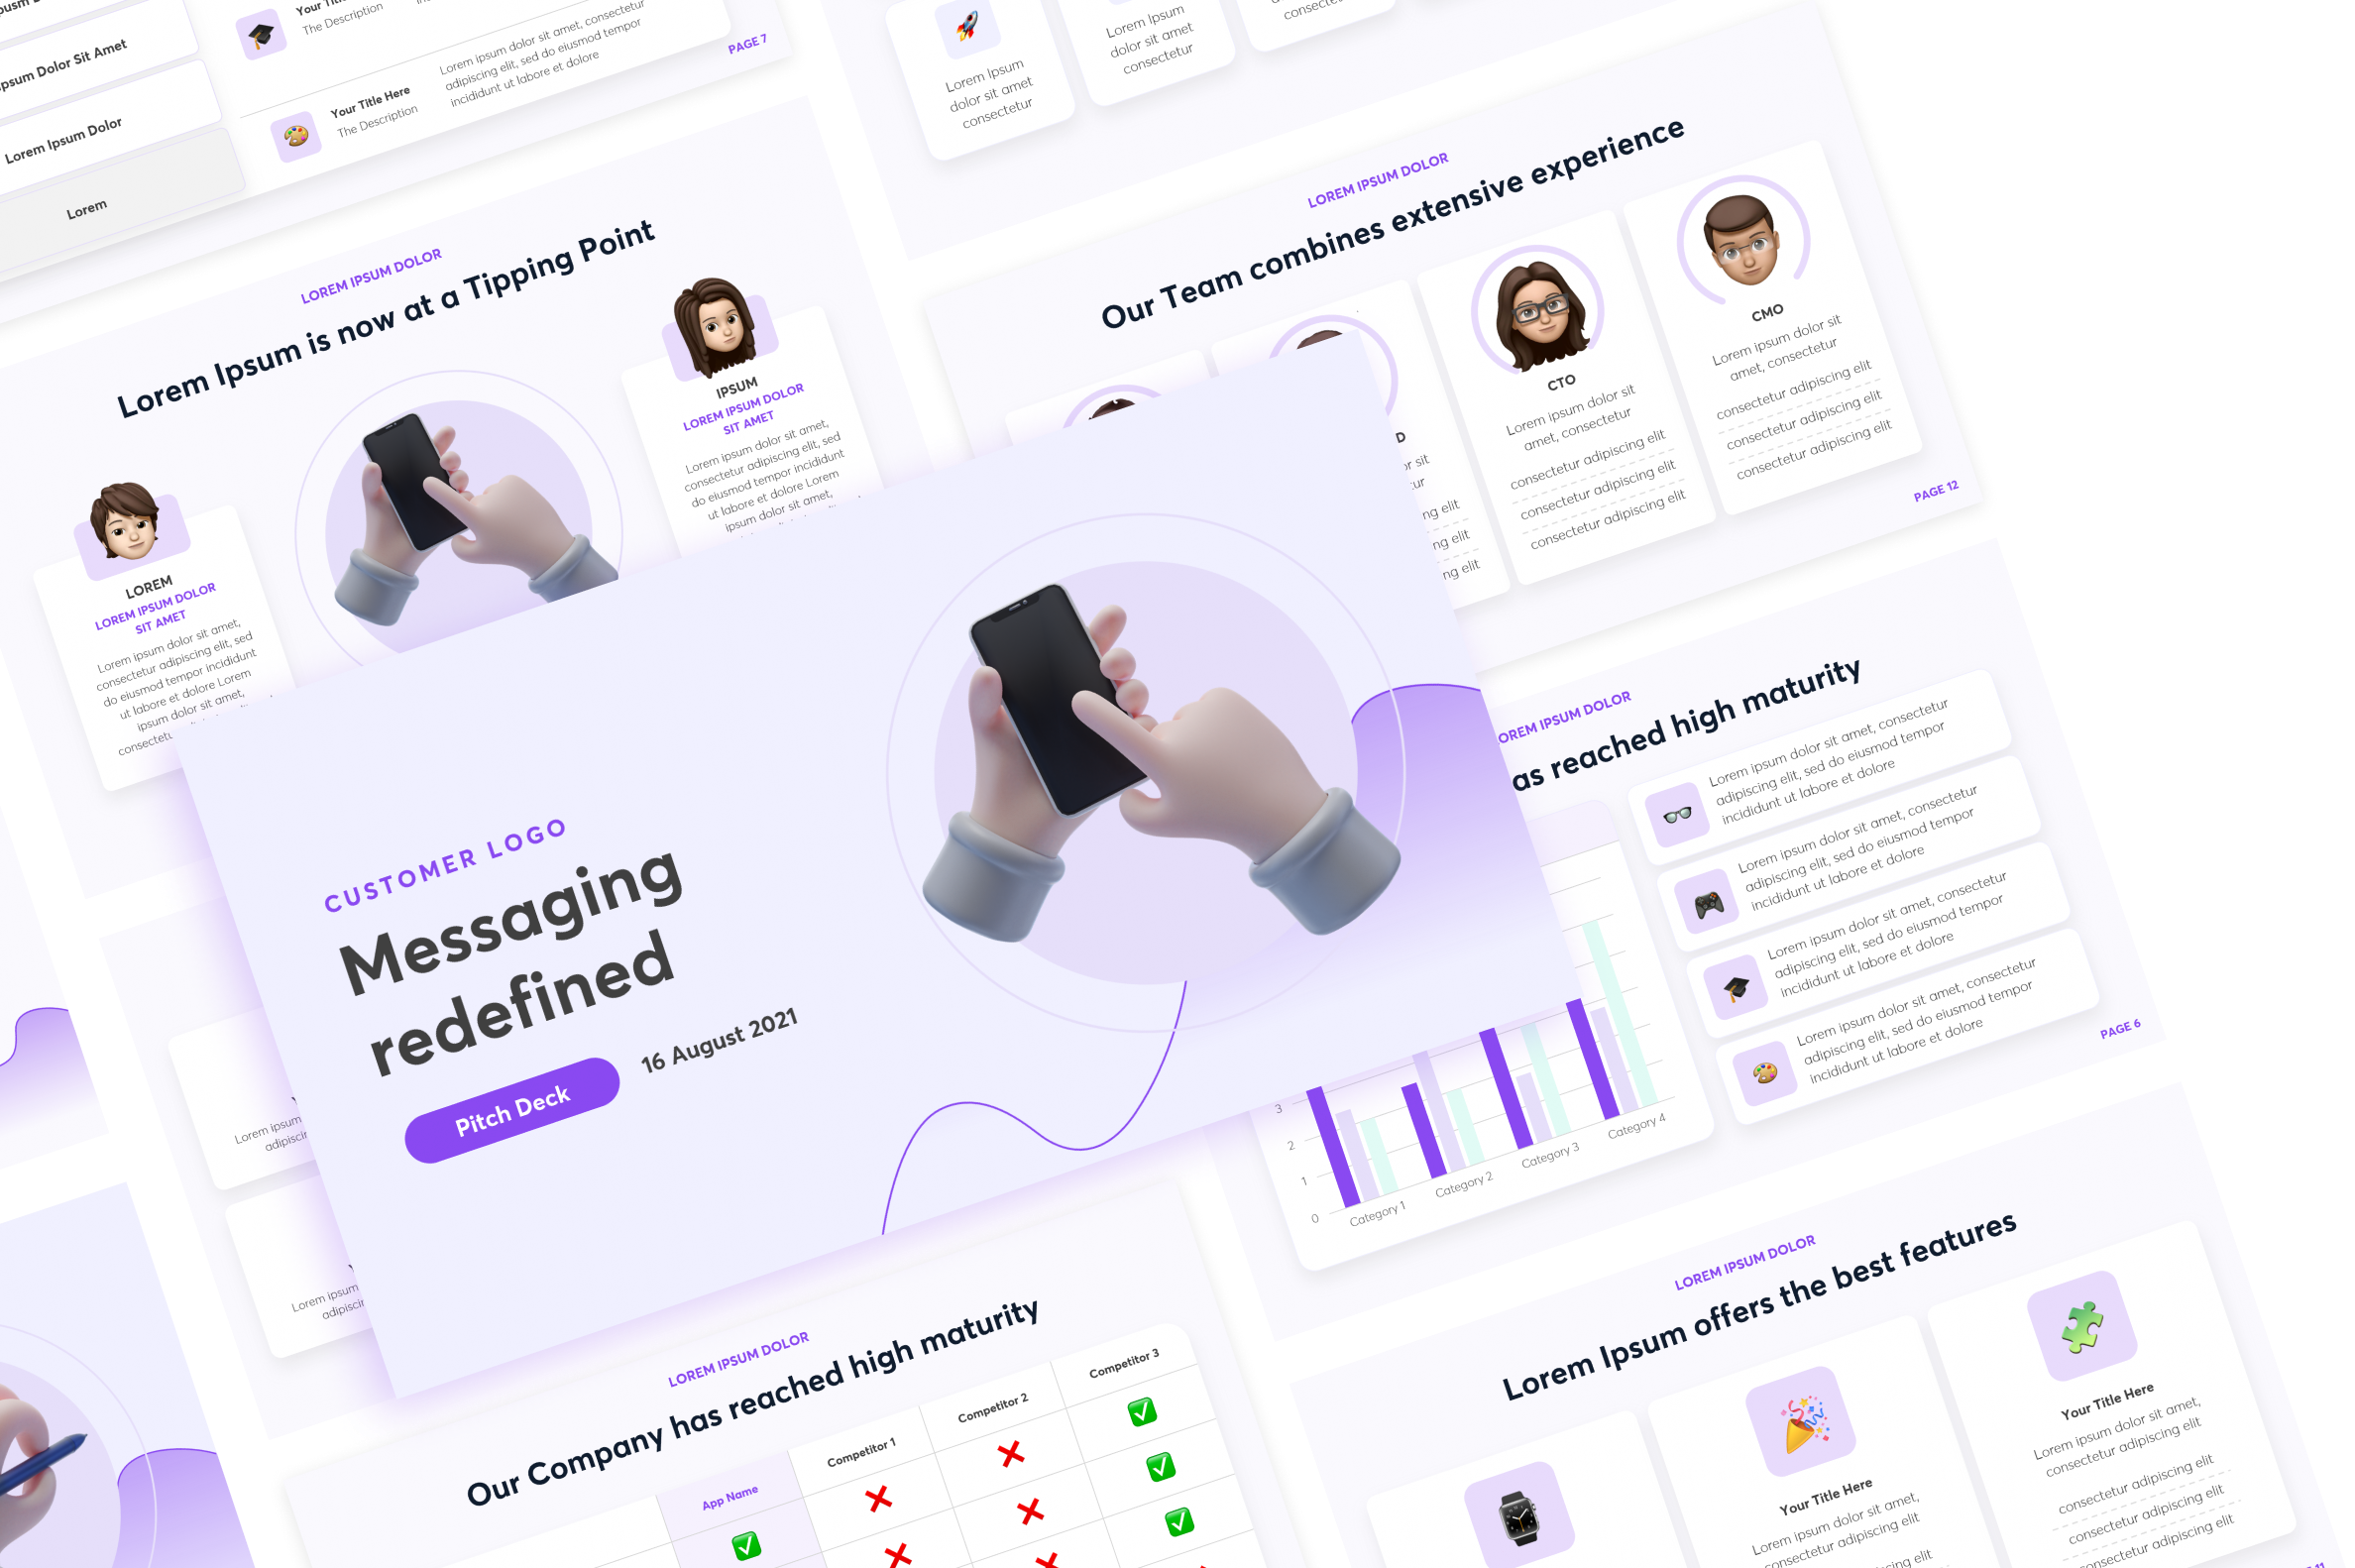 psum Dolor Sit Amet
Lorem Ipsum Dolor
Lorem
The Description
Your Title Here
The Description
Lorem ipsum dolor sit amet, consectetur
adipiscing elit, sed do eiusmod tempor
incididunt ut labore et dolore
PAGE 7
Lorem Ipsum
dolor sit amet
consectetur
Lorem Ipsum
dolor sit amet
consectetur
LOREM IPSUM DOLOR
Lorem Ipsum is now at a Tipping Point
LOREM
LOREM IPSUM DOLOR
SIT AMET
Lorem ipsum dolor sit amet,
consectetur adipiscing elit, sed
do eiusmod tempor incididunt
ut labore et dolore Lorem
ipsum dolor sit amet,
IPSUM
LOREM IPSUM DOLOR
SIT AMET
Lorem ipsum dolor sit amet,
consectetur adipiscing elit, sed
do eiusmod tempor incididunt
ut labore et dolore Lorem
ipsum dolor sit amet,
LOREM IPSUM DOLOR
Our Team combines extensive experience
CTO
Lorem ipsum dolor sit
amet, consectetur
consectetur adipiscing elit
consectetur adipiscing elit
consectetur adipiscing elit
CMO
Lorem ipsum dolor sit
amet, consectetur
consectetur adipiscing elit
consectetur adipiscing elit
consectetur adipiscing elit
PAGE 12
CUSTOMER LOGO
Messaging
redefined
Pitch Deck
16 August 2021
OREM IPSUM DOLOR
as reached high maturity
Lorem ipsum dolor sit amet, consectetur
adipiscing elit, sed do eiusmod tempor
incididunt ut labore et dolore
Lorem ipsum dolor sit amet, consectetur
adipiscing elit, sed do eiusmod tempor
incididunt ut labore et dolore
Lorem ipsum dolor sit amet, consectetur
adipiscing elit, sed do eiusmod tempor
incididunt ut labore et dolore
Lorem ipsum dolor sit amet, consectetur
adipiscing elit, sed do eiusmod tempor
incididunt ut labore et dolore
3
2
1
0
Category 1
Category 2
Category 3
Category 4
PAGE 6
Lorem ipsum
Lorem ipsum
LOREM IPSUM DOLOR
Our Company has reached high maturity
App Name
Competitor 1
Competitor 2
Competitor 3
LOREM IPSUM DOLOR
Lorem Ipsum offers the best features
Your Title Here
Lorem ipsum dolor sit amet,
consectetur adipiscing elit
Your Title Here
Lorem ipsum dolor sit amet,
consectetur adipiscing elit
consectetur adipiscing elit
consectetur adipiscing elit
consectetur adipiscing elit